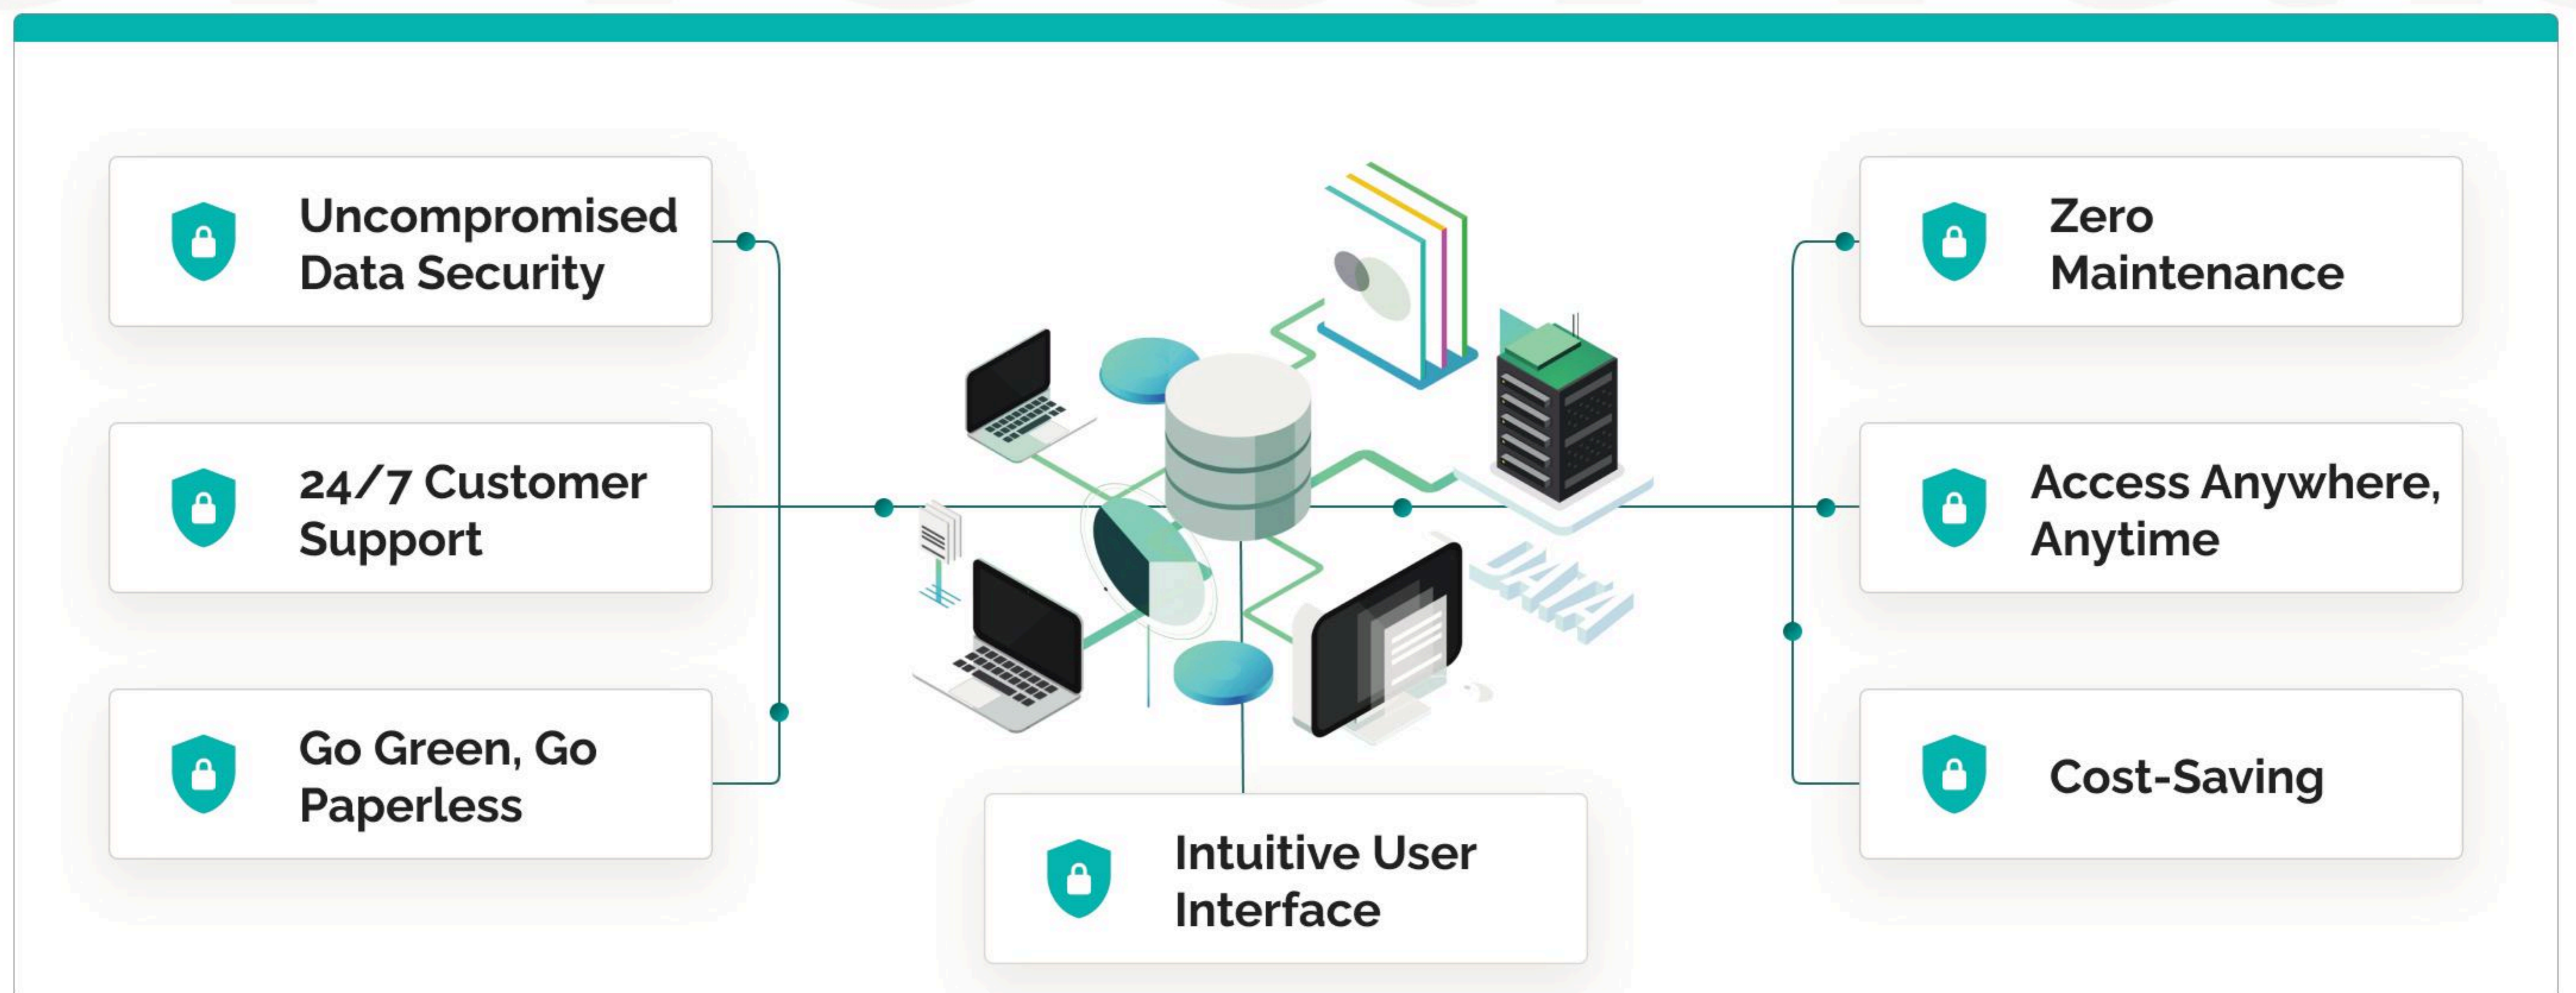 Uncompromised
Data Security
24/7 Customer
Support
Go Green, Go
Paperless
Intuitive User
Interface
Zero
Maintenance
Access Anywhere,
Anytime
Cost-Saving
DATA